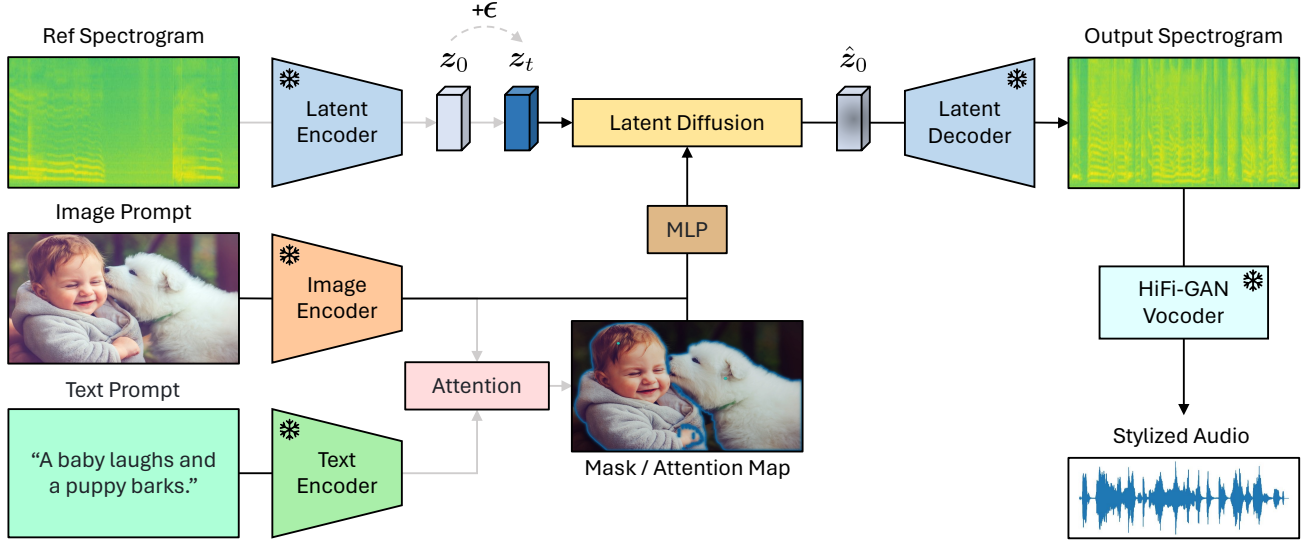 Ref Spectrogram
+ϵ
z0
zt
ẑ0
Output Spectrogram
Latent
Encoder
Latent Diffusion
Latent
Decoder
Image Prompt
MLP
Image
Encoder
HiFi-GAN
Vocoder
Text Prompt
Attention
“A baby laughs and
a puppy barks.”
Text
Encoder
Mask / Attention Map
Stylized Audio